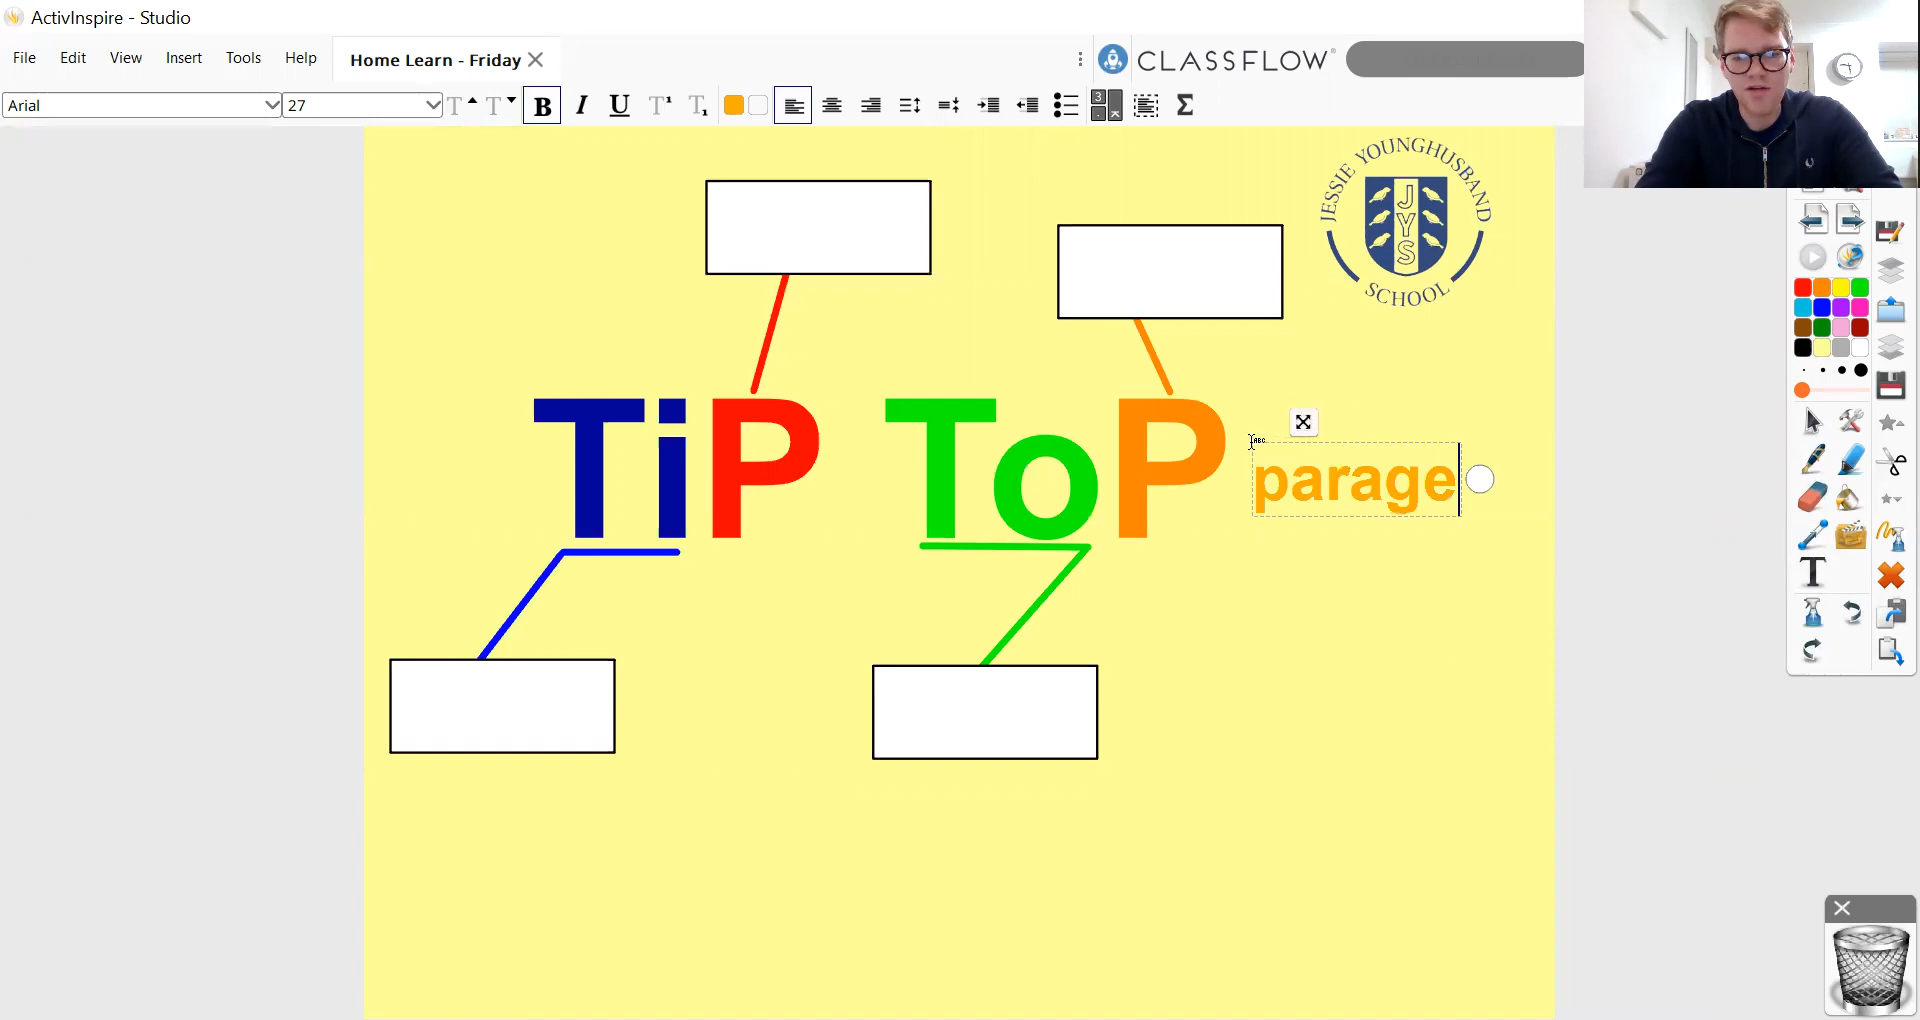 ActivInspire - Studio
File Edit View Insert Tools Help
Home Learn - Friday
CLASSFLOW
Arial
27
JESSIE YOUNGHUSBAND
SCHOOL
JYS
TiP ToP
parage